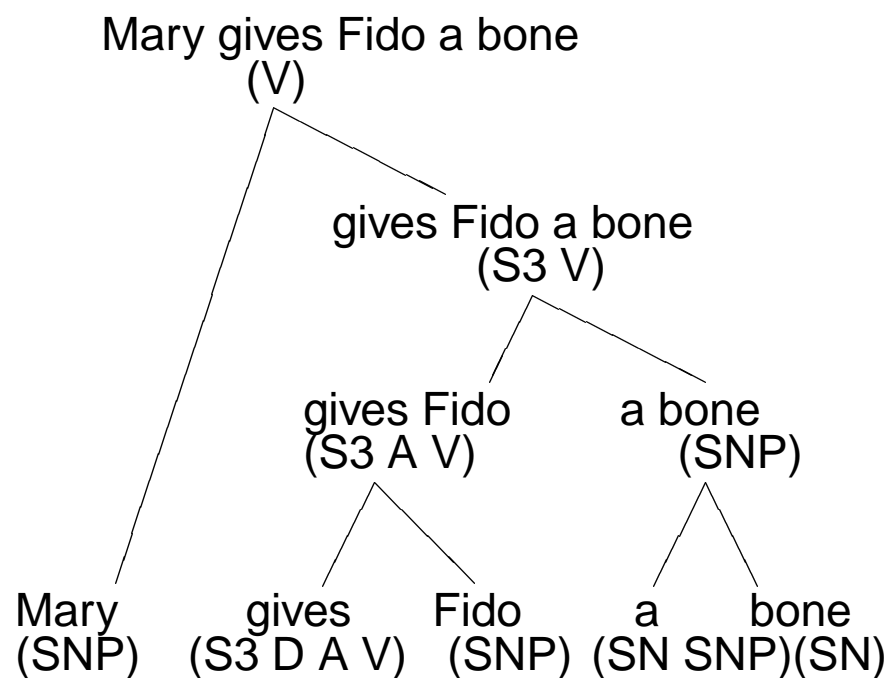 Mary gives Fido a bone
(V)
gives Fido a bone
(S3 V)
gives Fido a bone
(S3 A V) (SNP)
Mary gives Fido a bone
(SNP) (S3 D A V) (SNP) (SN SNP)(SN)